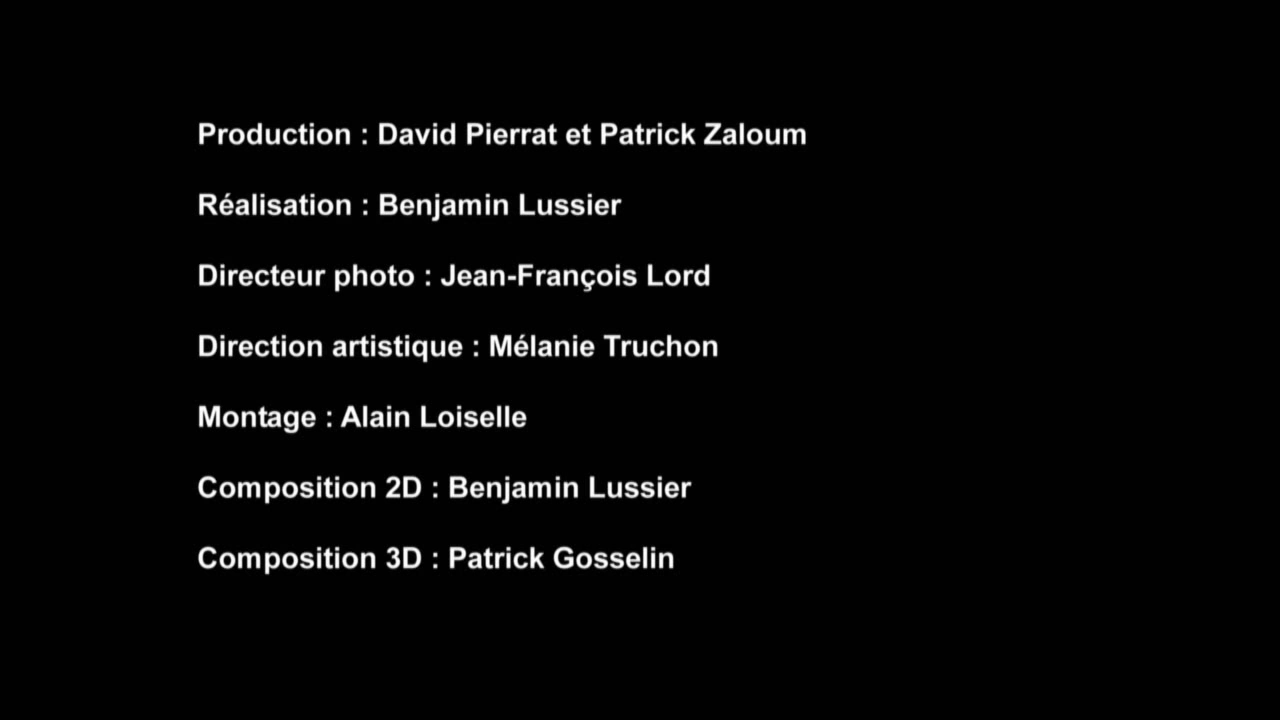 Production : David Pierrat et Patrick Zaloum
Réalisation : Benjamin Lussier
Directeur photo : Jean-François Lord
Direction artistique : Mélanie Truchon
Montage : Alain Loiselle
Composition 2D : Benjamin Lussier
Composition 3D : Patrick Gosselin